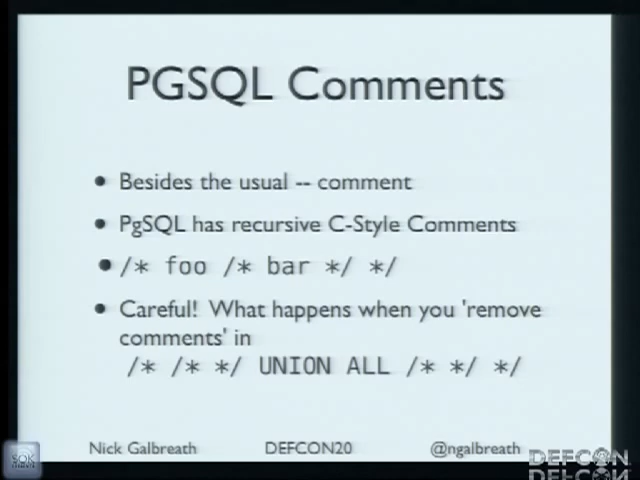 PGSQL Comments
• Besides the usual -- comment
• PgSQL has recursive C-Style Comments
• /* foo /* bar */ */
• Careful! What happens when you 'remove
comments' in
/* /* */ UNION ALL /* */ */
Nick Galbreath DEFCON20 @ngalbreath
DEFCON